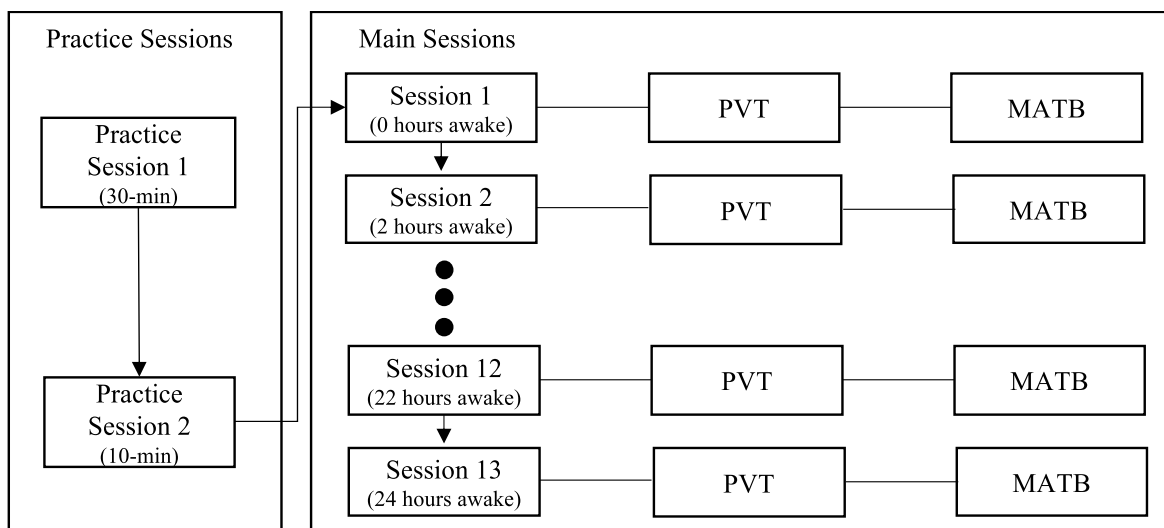 Practice Sessions
Practice
Session 1
(30-min)
Practice
Session 2
(10-min)
Main Sessions
Session 1
(0 hours awake)
PVT
MATB
Session 2
(2 hours awake)
PVT
MATB
Session 12
(22 hours awake)
PVT
MATB
Session 13
(24 hours awake)
PVT
MATB